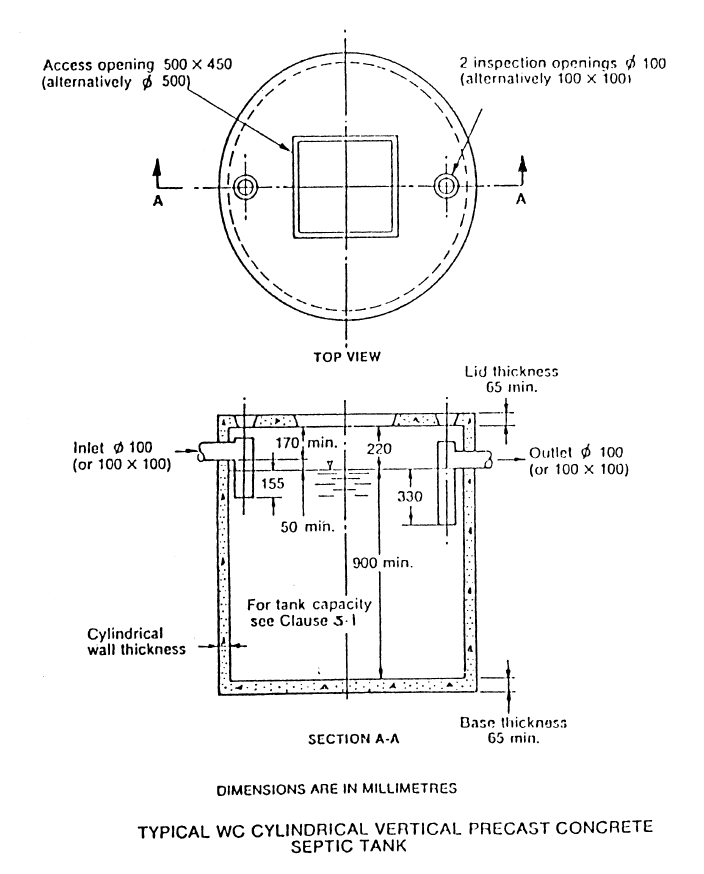 Access opening 500 × 450
(alternatively ϕ 500)
2 inspection openings ϕ 100
(alternatively 100 × 100)
A
A
TOP VIEW
Lid thickness
65 min.
Inlet ϕ 100
(or 100 × 100)
170 min.
220
Outlet ϕ 100
(or 100 × 100)
155
330
50 min.
900 min.
For tank capacity
see Clause 3.1
Cylindrical
wall thickness
Base thickness
65 min.
SECTION A-A
DIMENSIONS ARE IN MILLIMETRES
TYPICAL WC CYLINDRICAL VERTICAL PRECAST CONCRETE
SEPTIC TANK